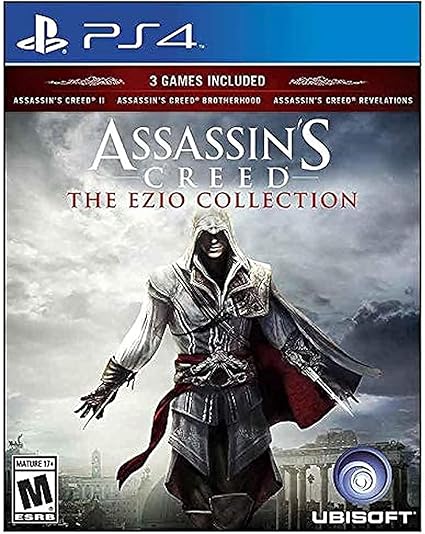 PS4™
3 GAMES INCLUDED
ASSASSIN'S CREED® II ASSASSIN'S CREED® BROTHERHOOD ASSASSIN'S CREED® REVELATIONS
ASSASSIN'S
CREED
THE EZIO COLLECTION
MATURE 17+
M
ESRB
UBISOFT